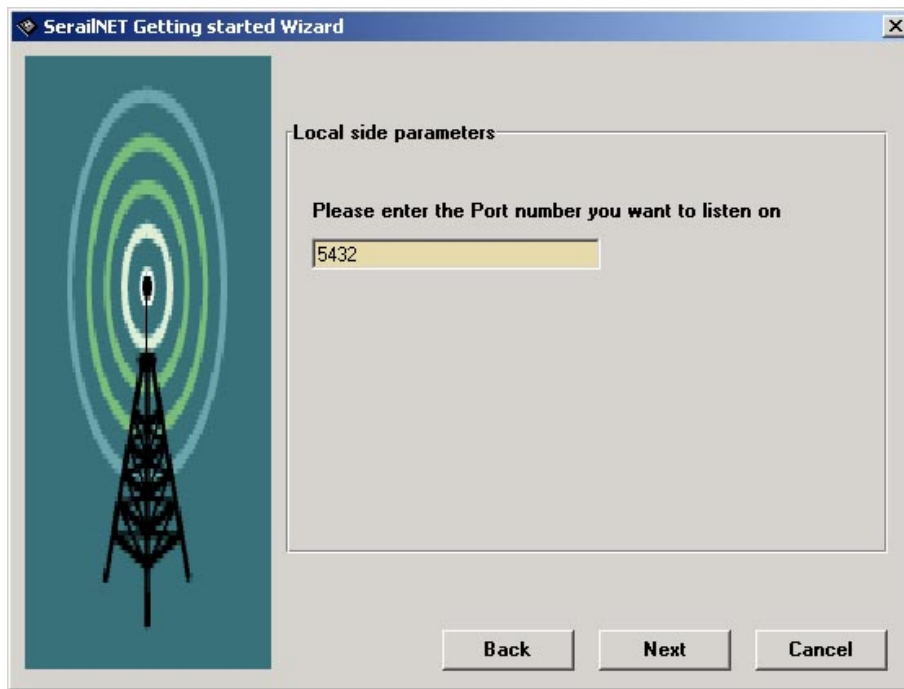 SerailNET Getting started Wizard
Local side parameters
Please enter the Port number you want to listen on
5432
Back Next Cancel